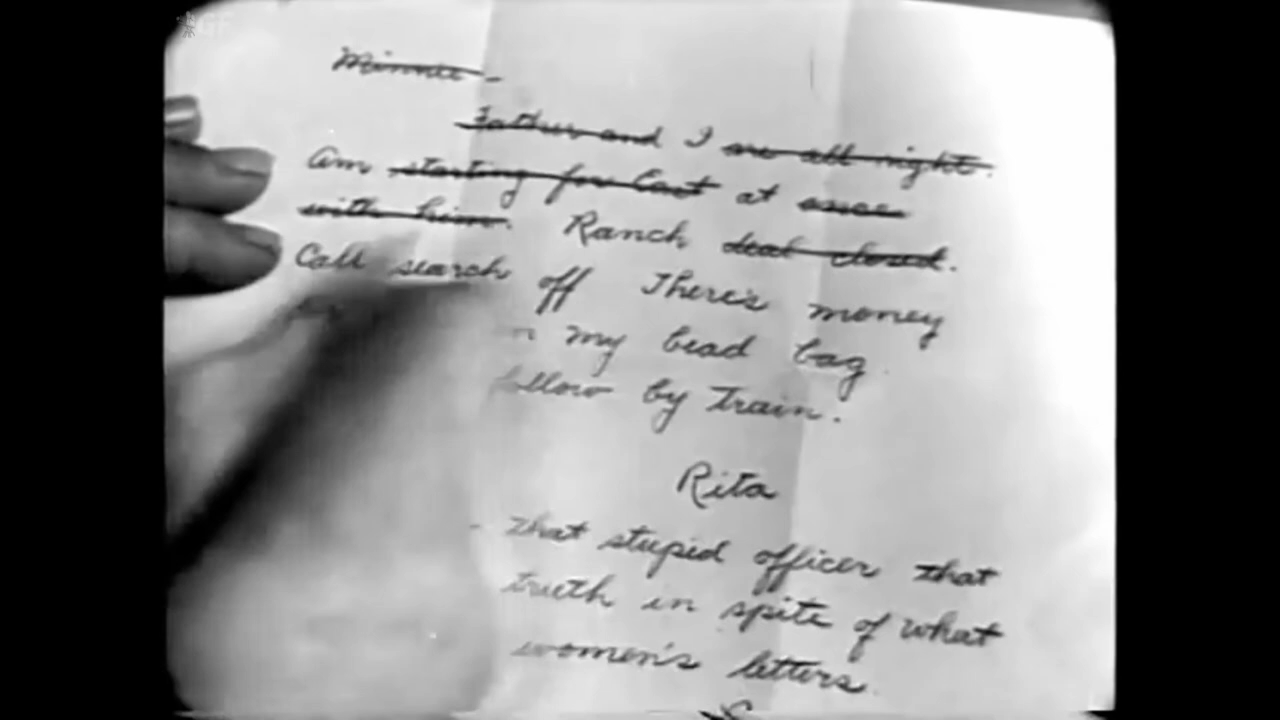 Minnie -
Father and I are all right.
Am starting for East at once
with him. Ranch deal closed.
Call search off There's money
my bead bag
follow by train.
Rita
- that stupid officer that
truth in spite of what
women's letters.